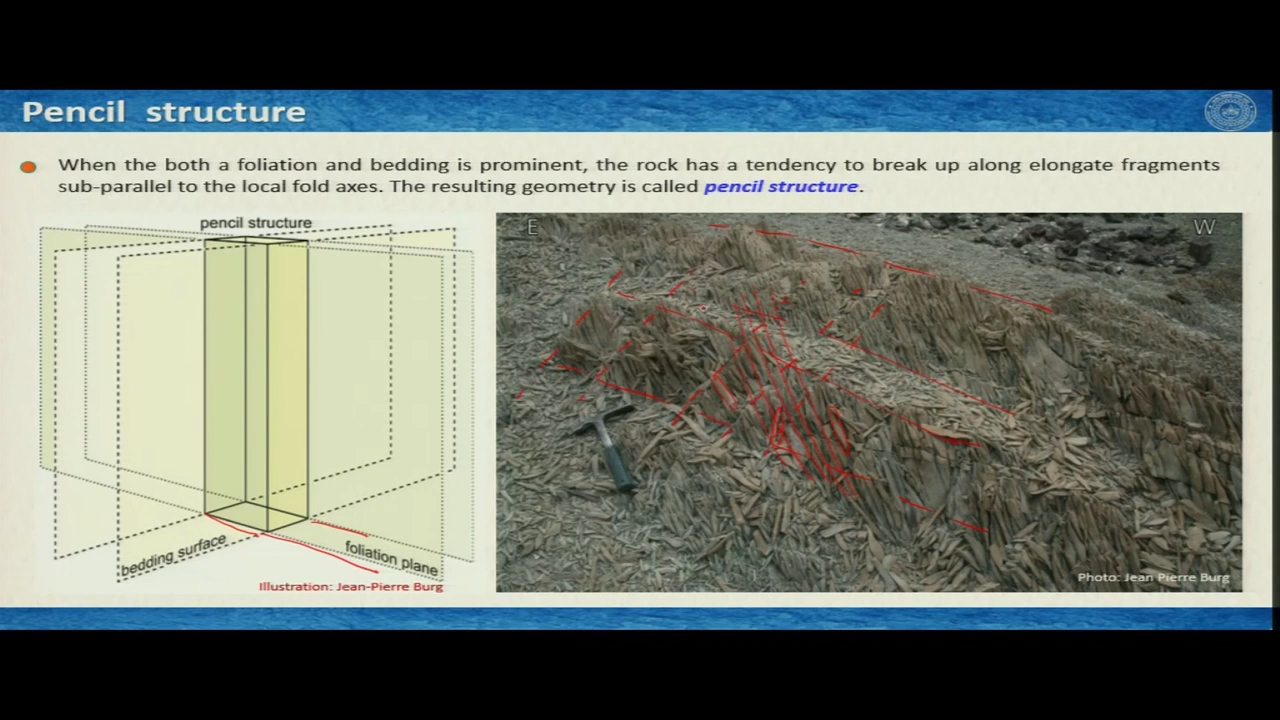 Pencil structure
When the both a foliation and bedding is prominent, the rock has a tendency to break up along elongate fragments
sub-parallel to the local fold axes. The resulting geometry is called pencil structure.
pencil structure
bedding surface
foliation plane
Illustration: Jean-Pierre Burg
E
W
Photo: Jean Pierre Burg